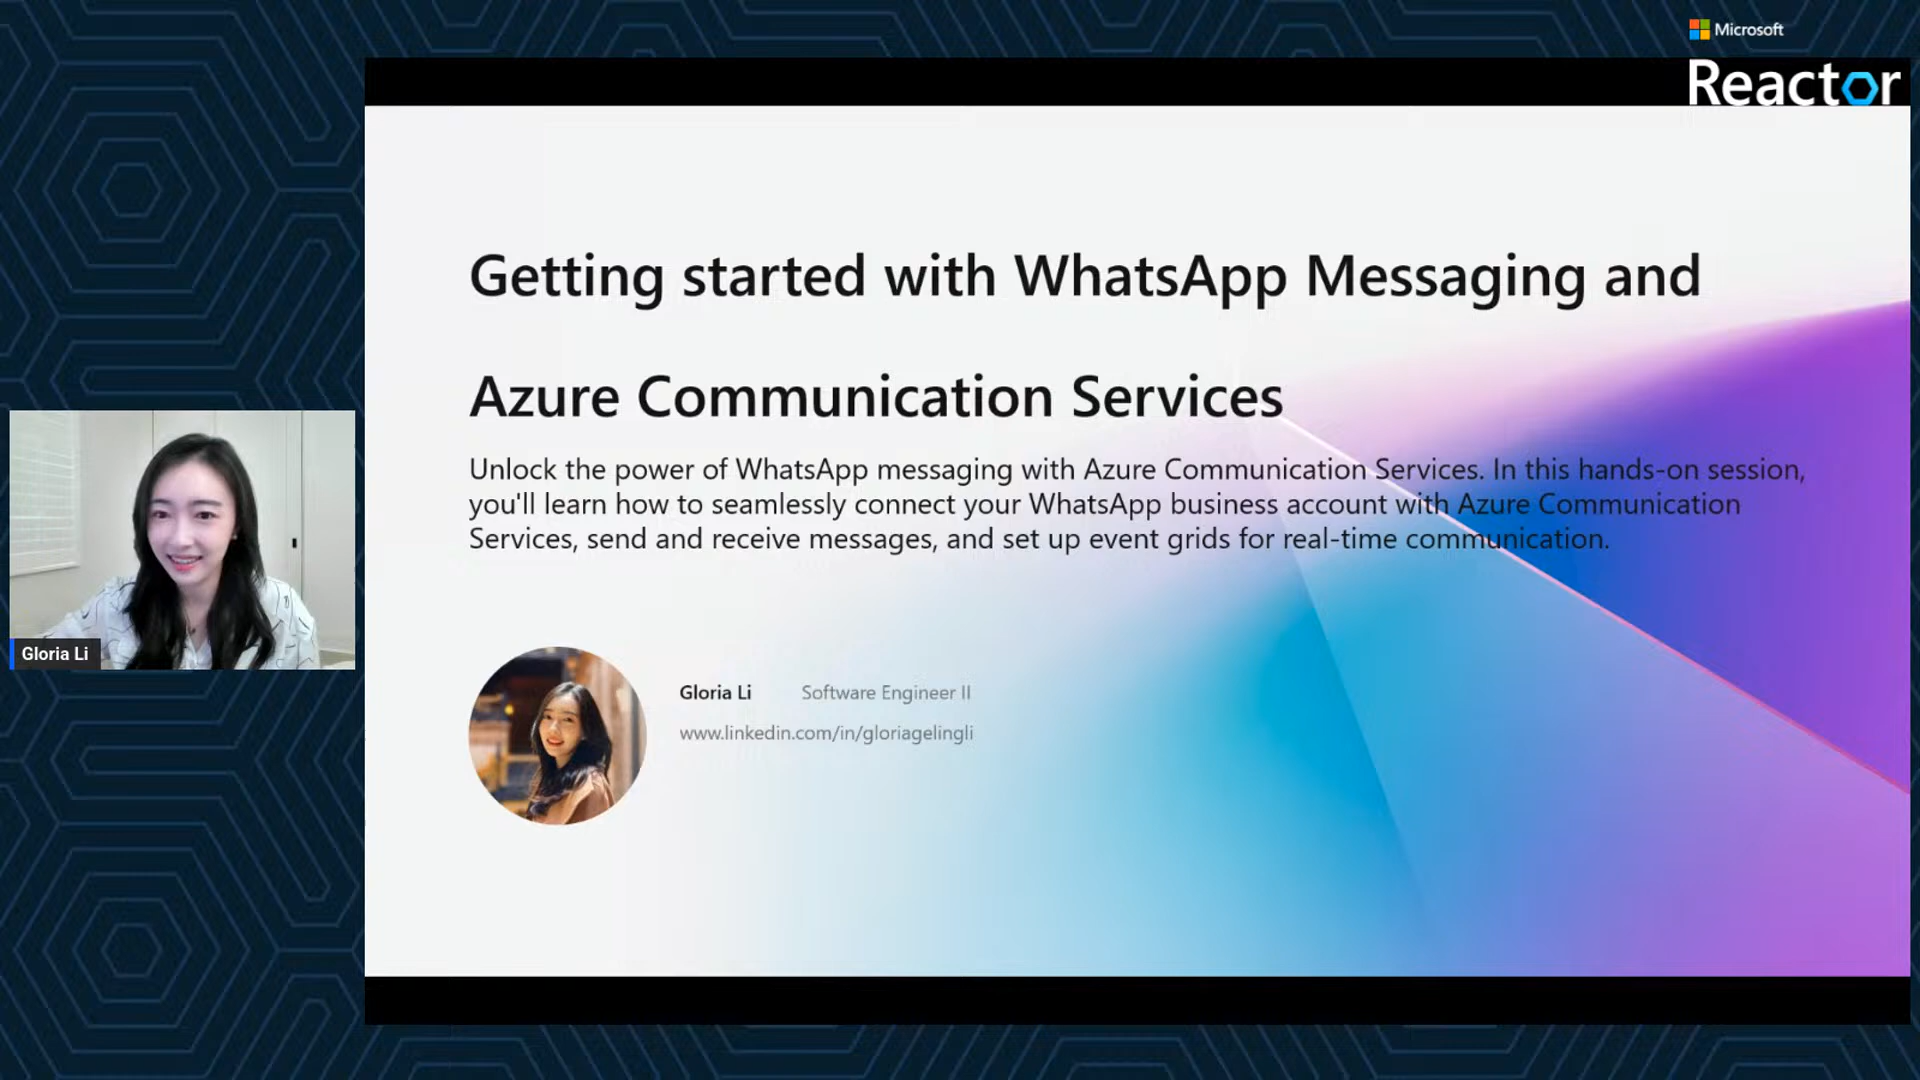 Microsoft
Reactor
Getting started with WhatsApp Messaging and
Azure Communication Services
Unlock the power of WhatsApp messaging with Azure Communication Services. In this hands-on session,
you'll learn how to seamlessly connect your WhatsApp business account with Azure Communication
Services, send and receive messages, and set up event grids for real-time communication.
Gloria Li
Gloria Li Software Engineer II
www.linkedin.com/in/gloriagelingli